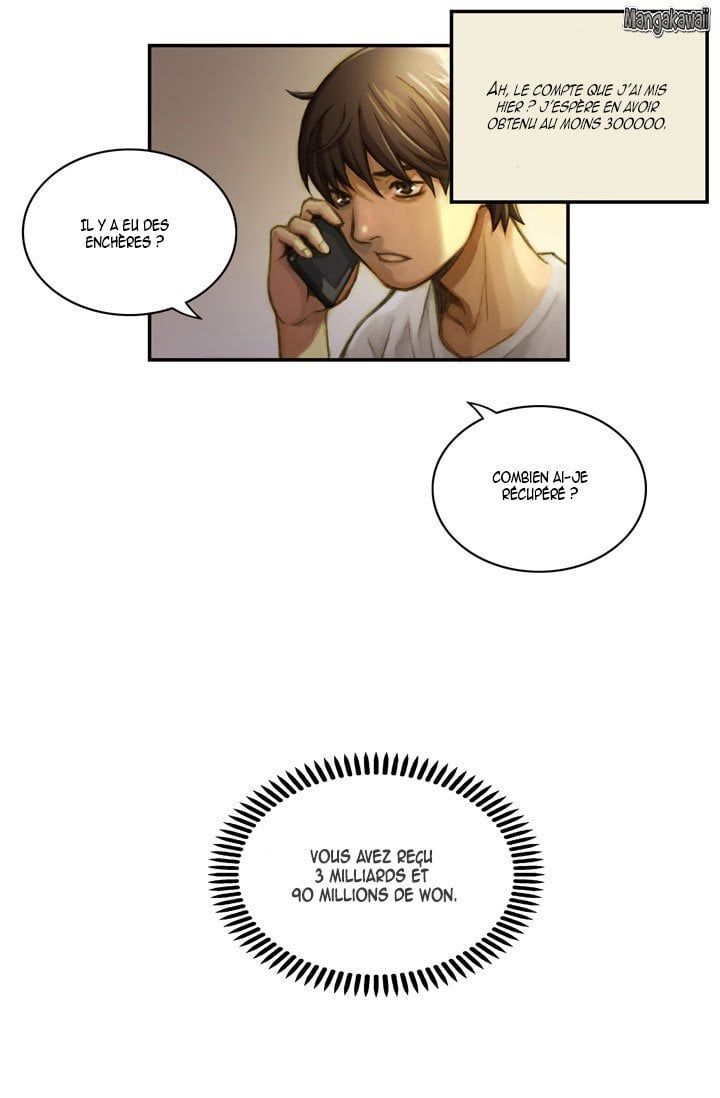 Mangakawaii
Ah, le compte que j'ai mis
hier ? J'espère en avoir
obtenu au moins 300000.
Il y a eu des
enchères ?
Combien ai-je
récupéré ?
Vous avez reçu
3 milliards et
90 millions de won.